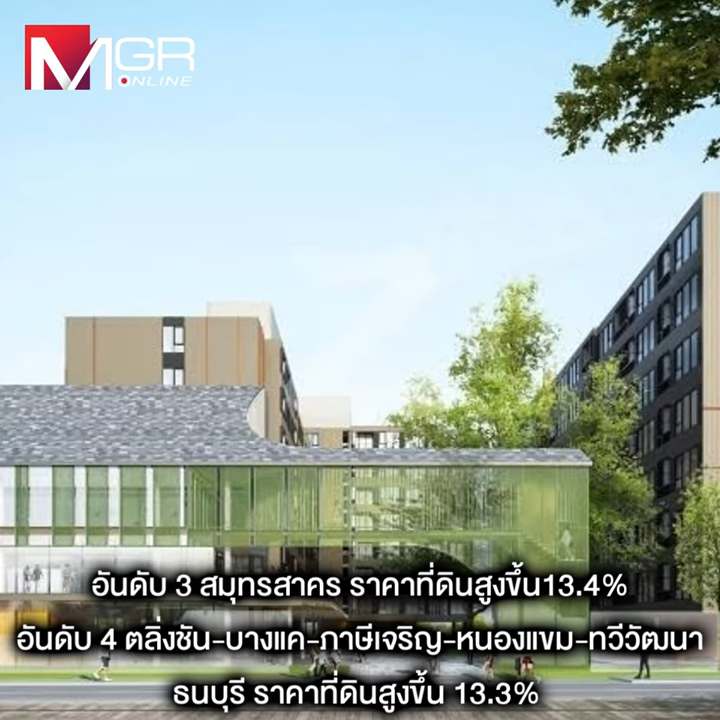 MGR
ONLINE
อันดับ 3 สมุทรสาคร ราคาที่ดินสูงขึ้น13.4%
อันดับ 4 ตลิ่งชัน-บางแค-ภาษีเจริญ-หนองแขม-ทวีวัฒนา
ธนบุรี ราคาที่ดินสูงขึ้น 13.3%